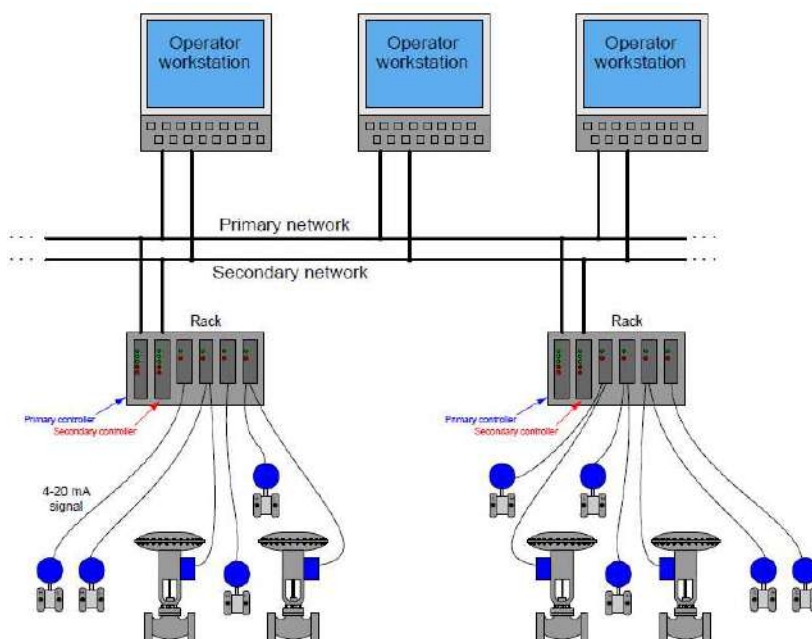 Operator
workstation
Operator
workstation
Operator
workstation
Primary network
Secondary network
Rack
Rack
Primary controller
Secondary controller
Primary controller
Secondary controller
4-20 mA
signal